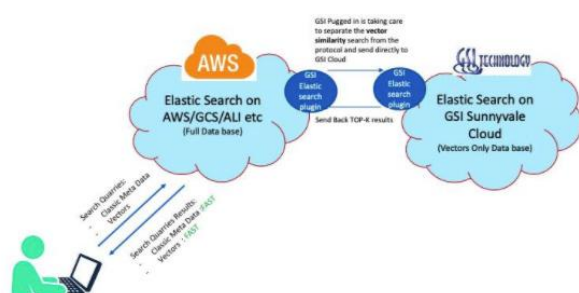 GSI Pugged in is taking care
to separate the vector
similarity search from the
protocol and send directly to
GSI Cloud
AWS
GSI TECHNOLOGY
GSI
Elastic
search
plugin
GSI
Elastic
search
plugin
Elastic Search on
AWS/GCS/ALI etc
(Full Data base)
Elastic Search on
GSI Sunnyvale
Cloud
(Vectors Only Data base)
Send Back TOP-K results
Search Quarries:
- Classic Meta Data
- Vectors
Search Quarries Results:
- Classic Meta Data :FAST
- Vectors : FAST